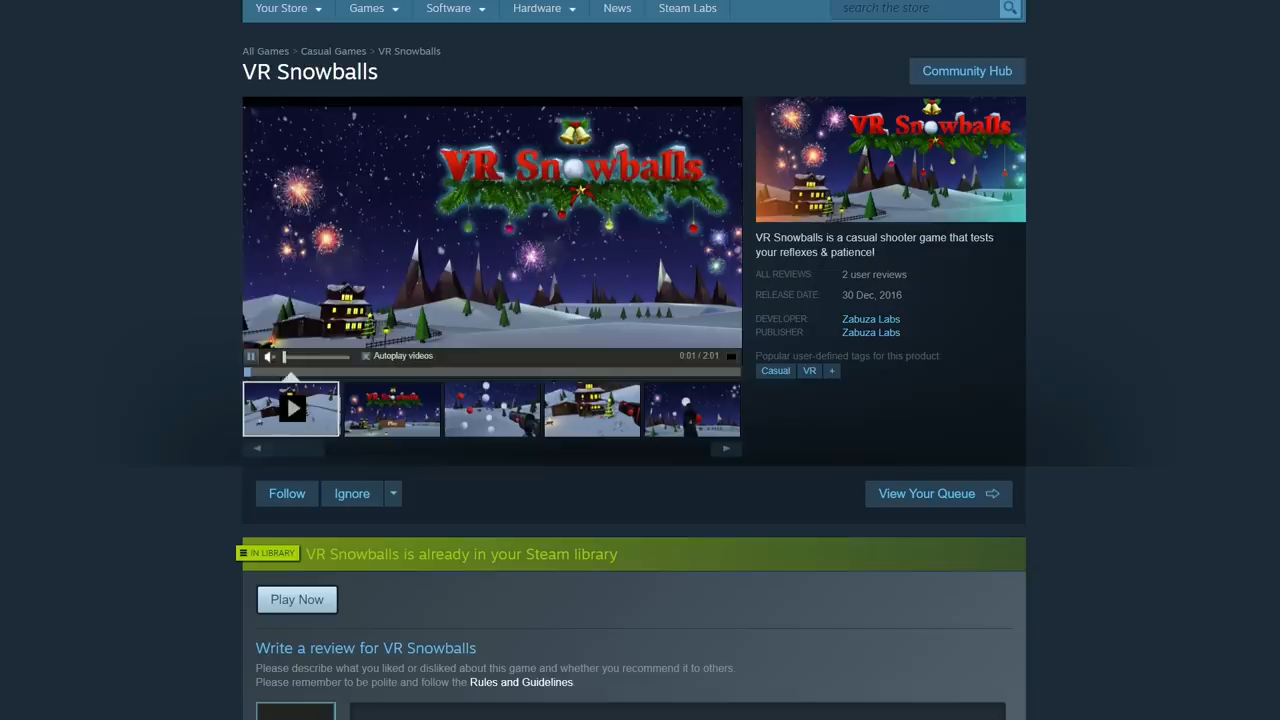 Your Store Games Software Hardware News Steam Labs search the store
All Games > Casual Games > VR Snowballs
VR Snowballs
Community Hub
VR Snowballs
VR Snowballs
VR Snowballs is a casual shooter game that tests
your reflexes & patience!
ALL REVIEWS: 2 user reviews
RELEASE DATE: 30 Dec, 2016
DEVELOPER: Zabuza Labs
PUBLISHER: Zabuza Labs
Popular user-defined tags for this product:
Casual VR +
Autoplay videos 0:01 / 2:01
Follow Ignore View Your Queue
IN LIBRARY VR Snowballs is already in your Steam library
Play Now
Write a review for VR Snowballs
Please describe what you liked or disliked about this game and whether you recommend it to others.
Please remember to be polite and follow the Rules and Guidelines.